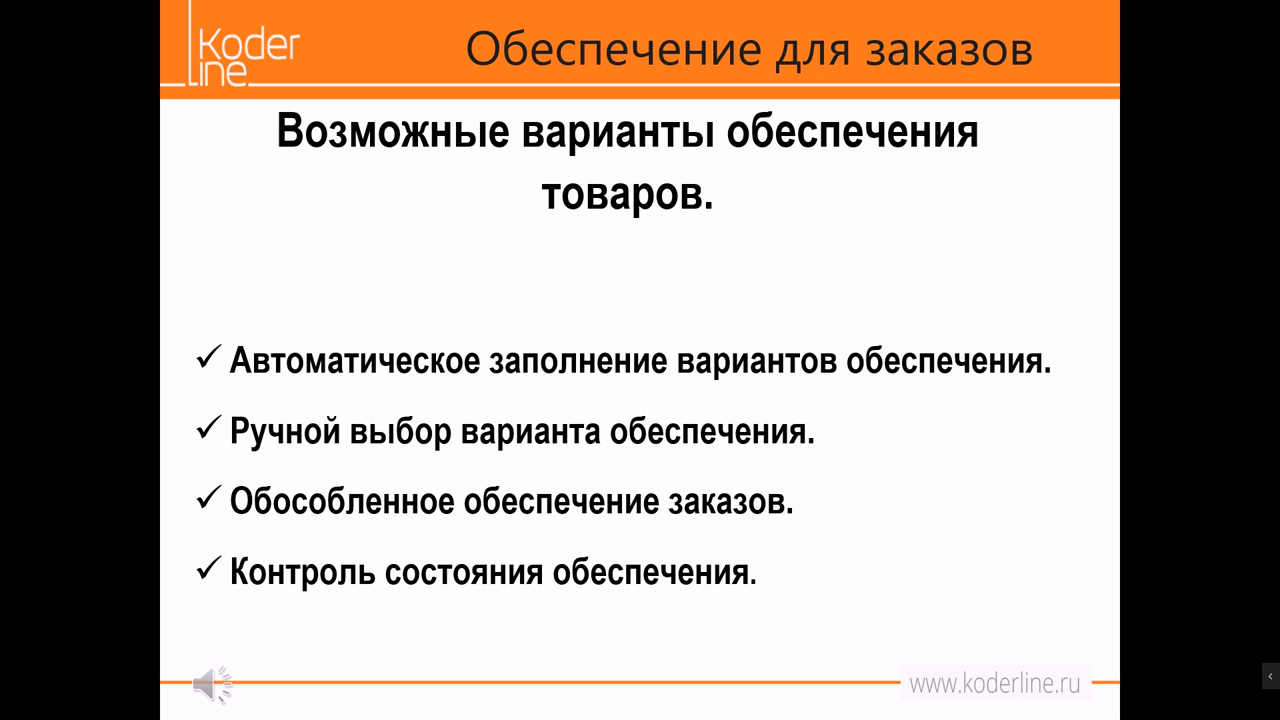 Koder
line
Обеспечение для заказов
Возможные варианты обеспечения
товаров.
✓ Автоматическое заполнение вариантов обеспечения.
✓ Ручной выбор варианта обеспечения.
✓ Обособленное обеспечение заказов.
✓ Контроль состояния обеспечения.
www.koderline.ru